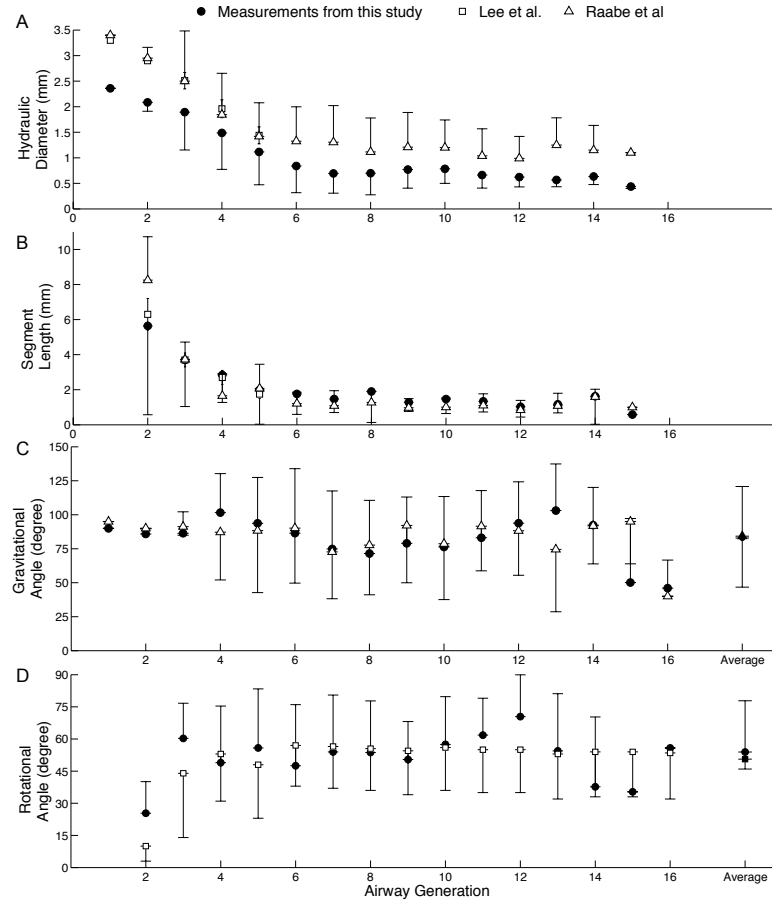 Measurements from this study Lee et al. Raabe et al
A
Hydraulic
Diameter (mm)
3.5
3
2.5
2
1.5
1
0.5
0
0 2 4 6 8 10 12 14 16
B
Segment
Length (mm)
10
8
6
4
2
0
0 2 4 6 8 10 12 14 16
C
Gravitational
Angle (degree)
150
125
100
75
50
25
0
2 4 6 8 10 12 14 16 Average
D
Rotational
Angle (degree)
90
75
60
45
30
15
0
2 4 6 8 10 12 14 16 Average
Airway Generation